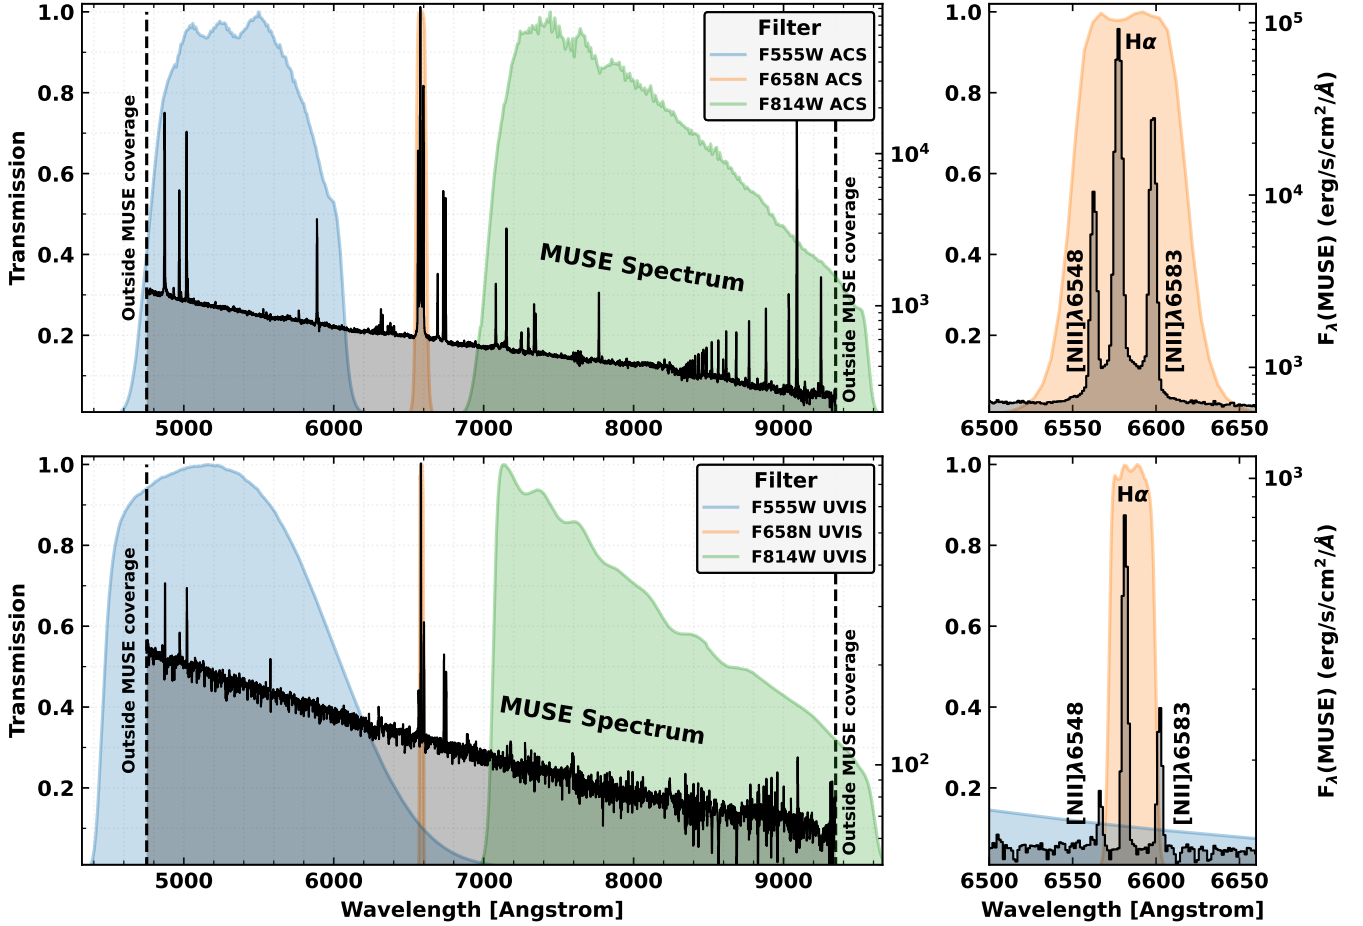 Transmission
1.0
0.8
0.6
0.4
0.2
Outside MUSE coverage
Filter
F555W ACS
F658N ACS
F814W ACS
MUSE Spectrum
Outside MUSE coverage
10⁴
10³
5000 6000 7000 8000 9000
1.0
0.8
0.6
0.4
0.2
Hα
[NII]λ6548
[NII]λ6583
10⁵
10⁴
10³
F_λ(MUSE) (erg/s/cm²/Å)
6500 6550 6600 6650
Transmission
1.0
0.8
0.6
0.4
0.2
Outside MUSE coverage
Filter
F555W UVIS
F658N UVIS
F814W UVIS
MUSE Spectrum
Outside MUSE coverage
10²
5000 6000 7000 8000 9000
Wavelength [Angstrom]
1.0
0.8
0.6
0.4
0.2
Hα
[NII]λ6548
[NII]λ6583
10³
F_λ(MUSE) (erg/s/cm²/Å)
6500 6550 6600 6650
Wavelength [Angstrom]